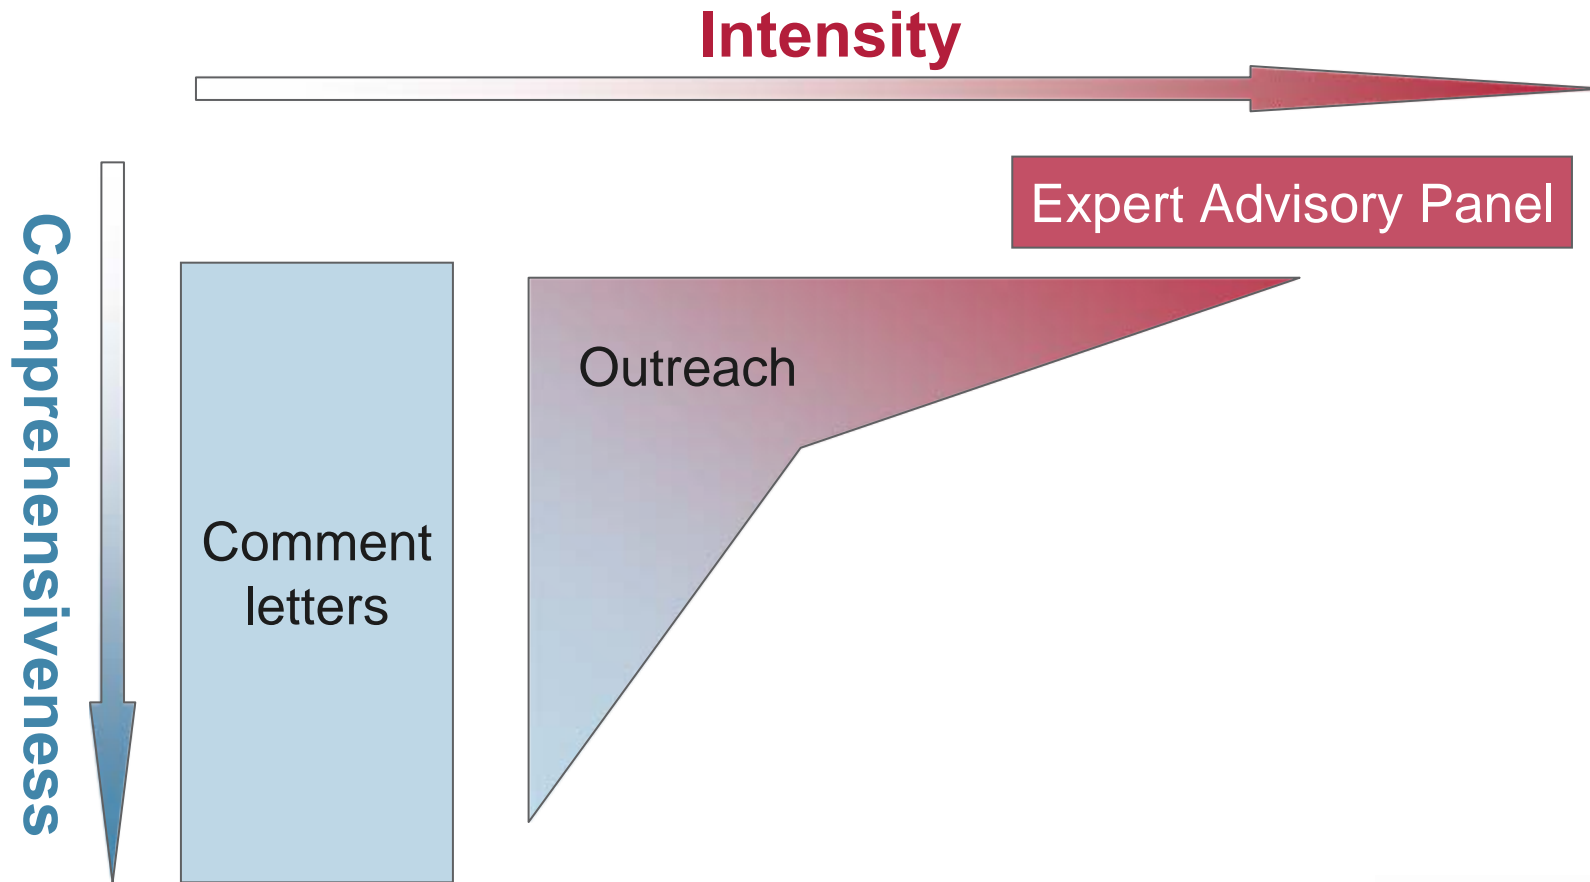 Intensity
Comprehensiveness
Expert Advisory Panel
Outreach
Comment
letters